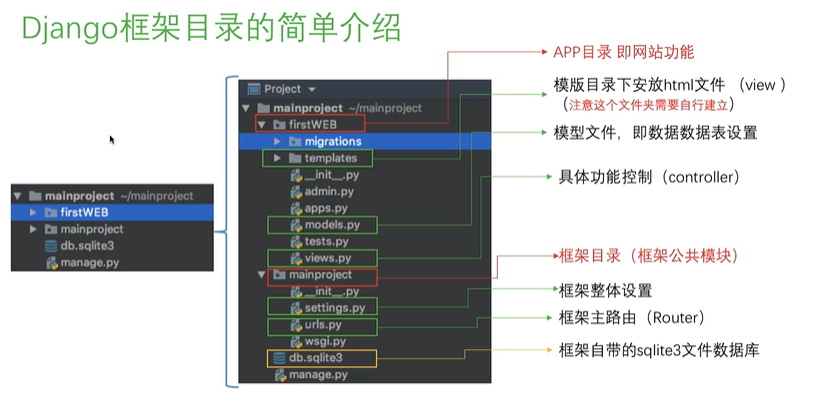 Django框架目录的简单介绍
mainproject ~/mainproject
firstWEB
mainproject
db.sqlite3
manage.py
Project
mainproject ~/mainproject
firstWEB
migrations
templates
__init__.py
admin.py
apps.py
models.py
tests.py
views.py
mainproject
__init__.py
settings.py
urls.py
wsgi.py
db.sqlite3
manage.py
APP目录 即网站功能
模版目录下安放html文件 （view ）
（注意这个文件夹需要自行建立）
模型文件，即数据数据表设置
具体功能控制（controller）
框架目录（框架公共模块）
框架整体设置
框架主路由（Router）
框架自带的sqlite3文件数据库